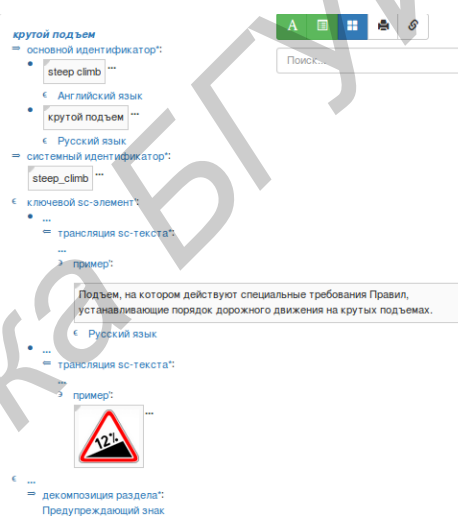 крутой подъем
⇒ основной идентификатор*:
• steep climb ...
є Английский язык
• крутой подъем ...
є Русский язык
⇒ системный идентификатор*:
steep_climb ...
є ключевой sc-элемент':
• ...
⇐ трансляция sc-текста*:
...
э пример':
Подъем, на котором действуют специальные требования Правил,
устанавливающие порядок дорожного движения на крутых подъемах.
є Русский язык
• ...
⇐ трансляция sc-текста*:
...
э пример':
12% ...
є ...
⇐ декомпозиция раздела*:
Предупреждающий знак
A
Поиск...
ка БГУИ